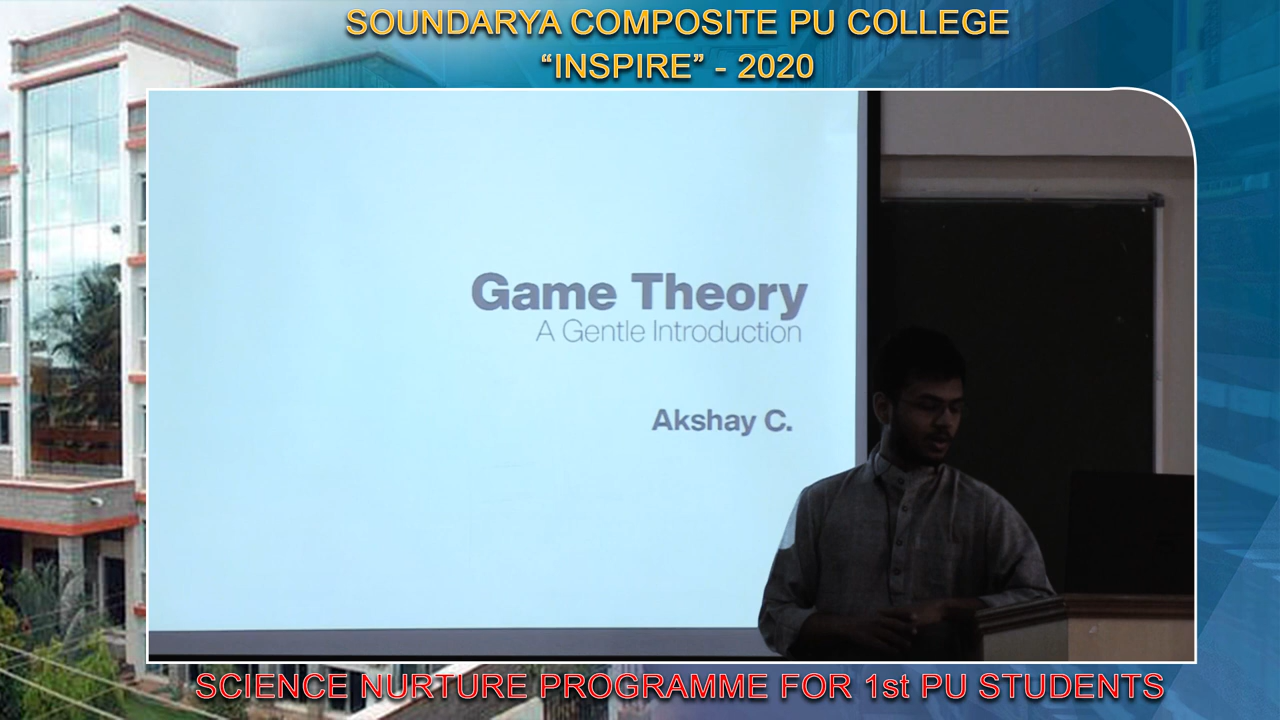 SOUNDARYA COMPOSITE PU COLLEGE
“INSPIRE” - 2020
Game Theory
A Gentle Introduction
Akshay C.
SCIENCE NURTURE PROGRAMME FOR 1st PU STUDENTS